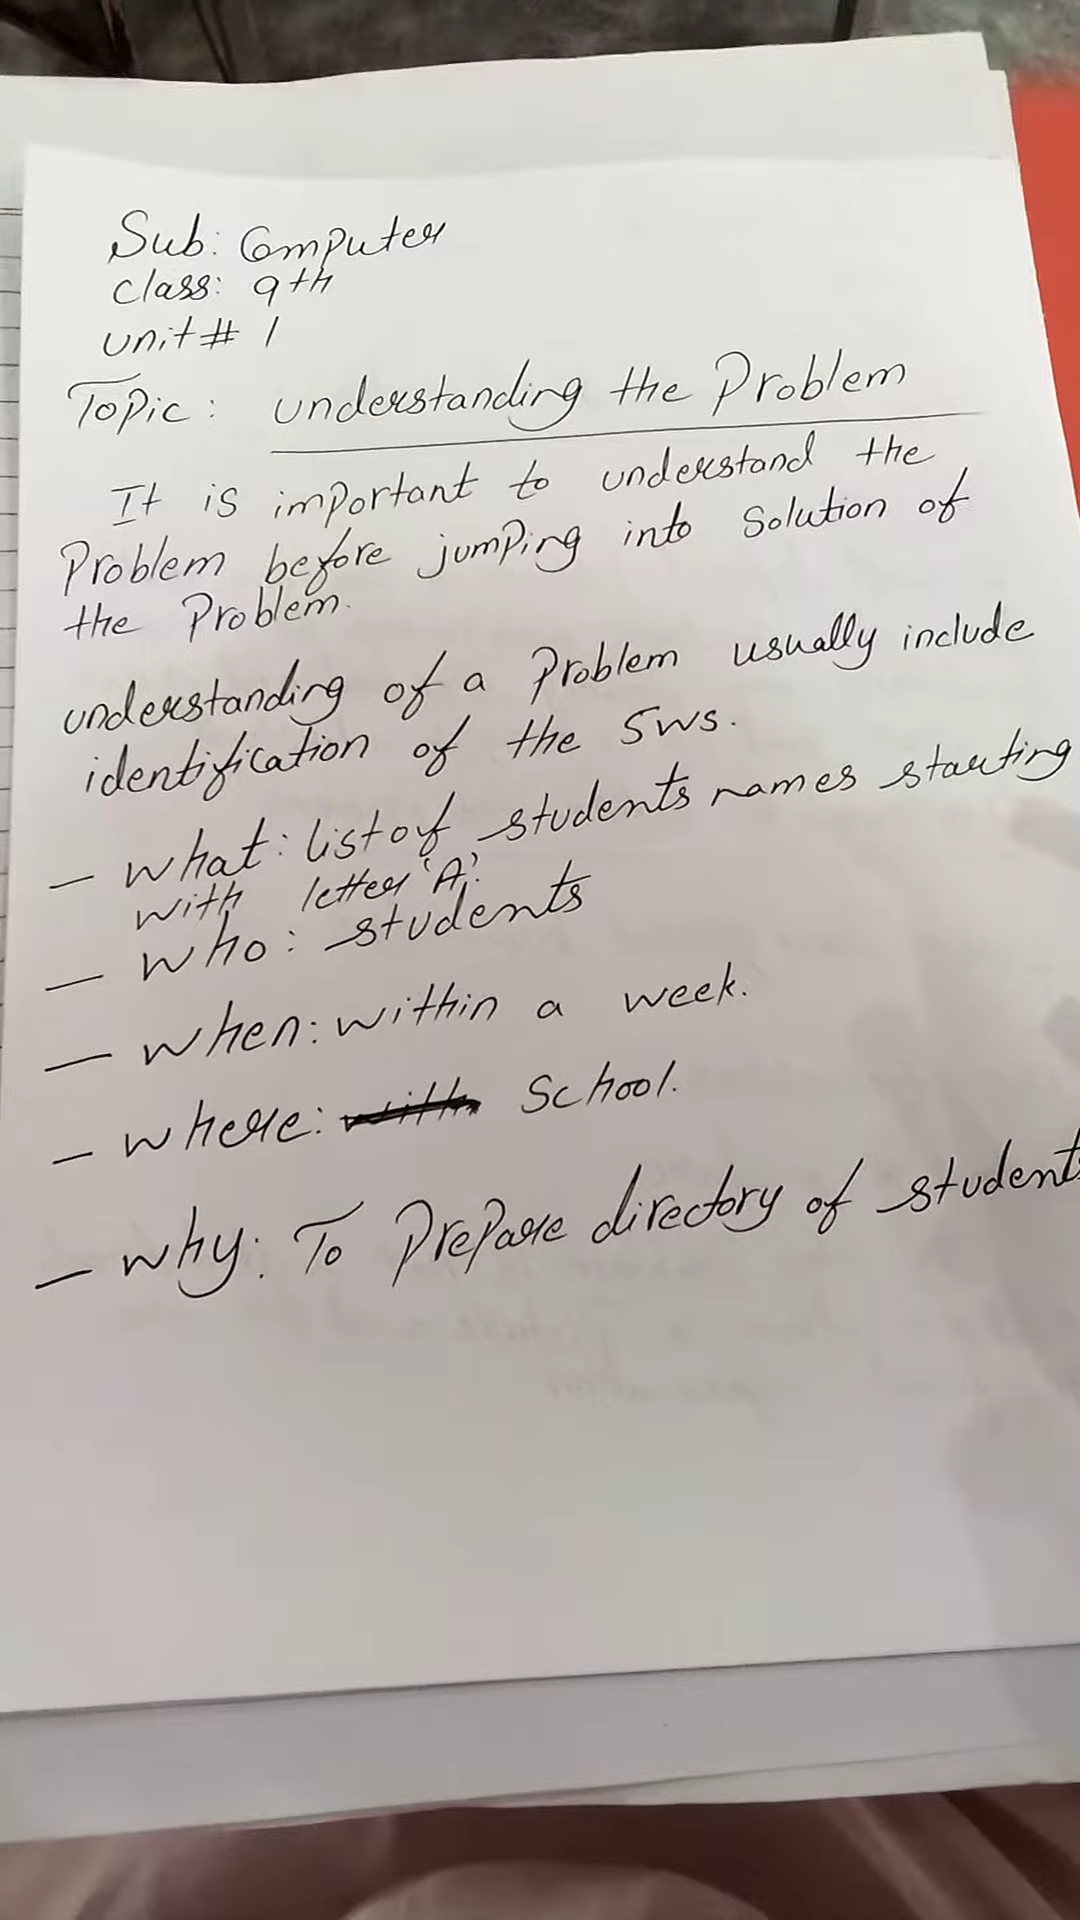 Sub: Computer
class: 9th
unit # 1
Topic: understanding the Problem
It is important to understand the
Problem before jumping into solution of
the Problem.
understanding of a Problem usually include
identification of the 5ws.
— what: list of students names starting
with letter 'A'.
— who: students
— when: within a week.
— where: with School.
— why: To Prepare directory of students